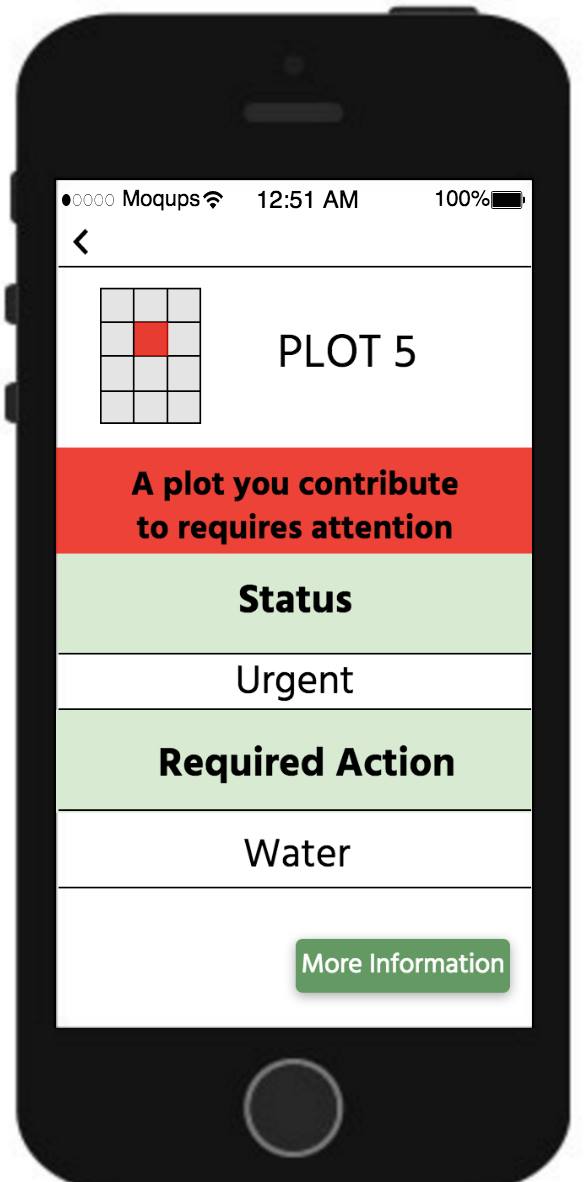 Moqups 12:51 AM 100%
PLOT 5
A plot you contribute
to requires attention
Status
Urgent
Required Action
Water
More Information